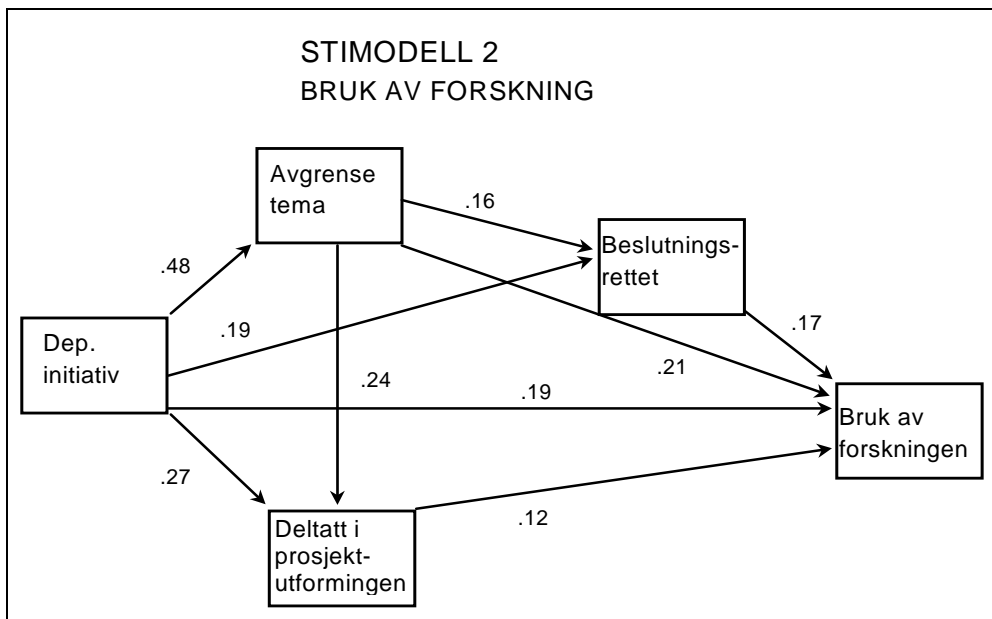 STIMODELL 2
BRUK AV FORSKNING
Avgrense
tema
.16
Beslutnings-
rettet
.48
.17
.19
Dep.
initiativ
.24
.21
.19
Bruk av
forskningen
.27
.12
Deltatt i
prosjekt-
utformingen